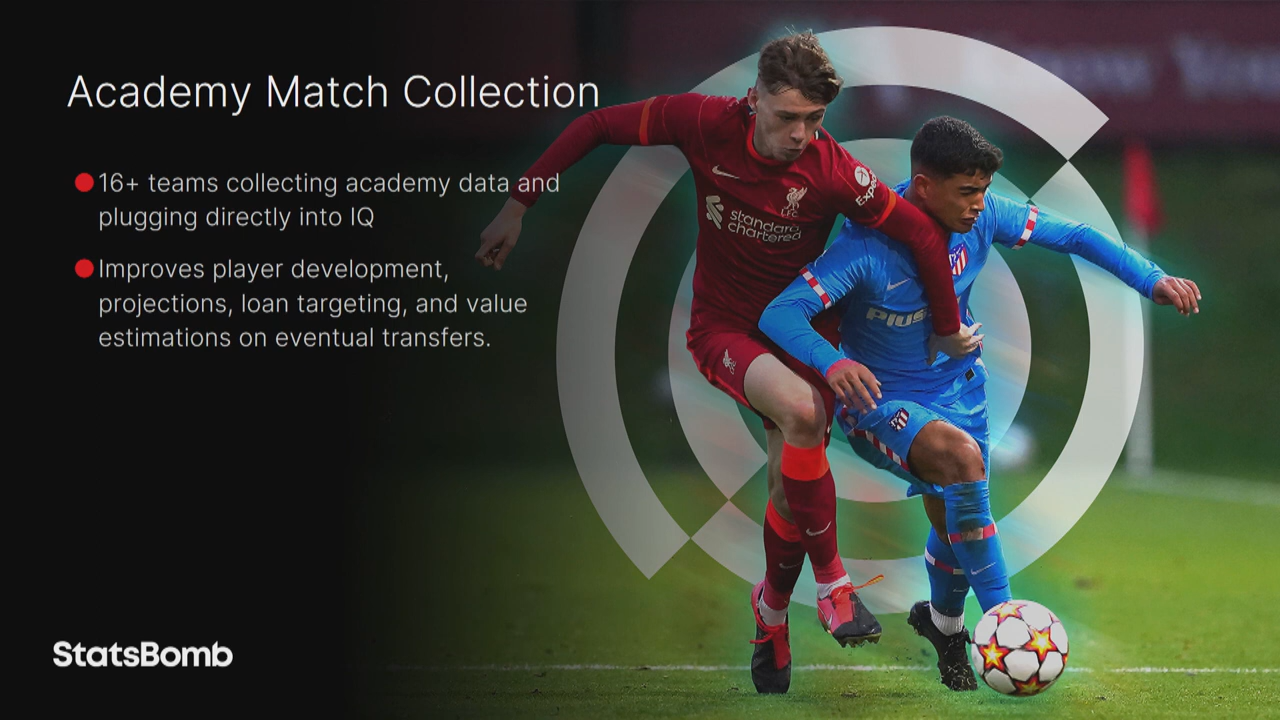 Academy Match Collection
16+ teams collecting academy data and
plugging directly into IQ
Improves player development,
projections, loan targeting, and value
estimations on eventual transfers.
StatsBomb
standard
chartered
LFC
Plus